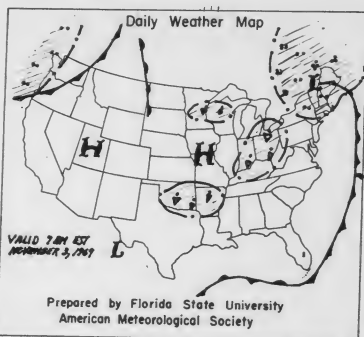 Daily Weather Map
L
H
H
VALID 7AM EST
NOVEMBER 3, 1969
L
Prepared by Florida State University
American Meteorological Society